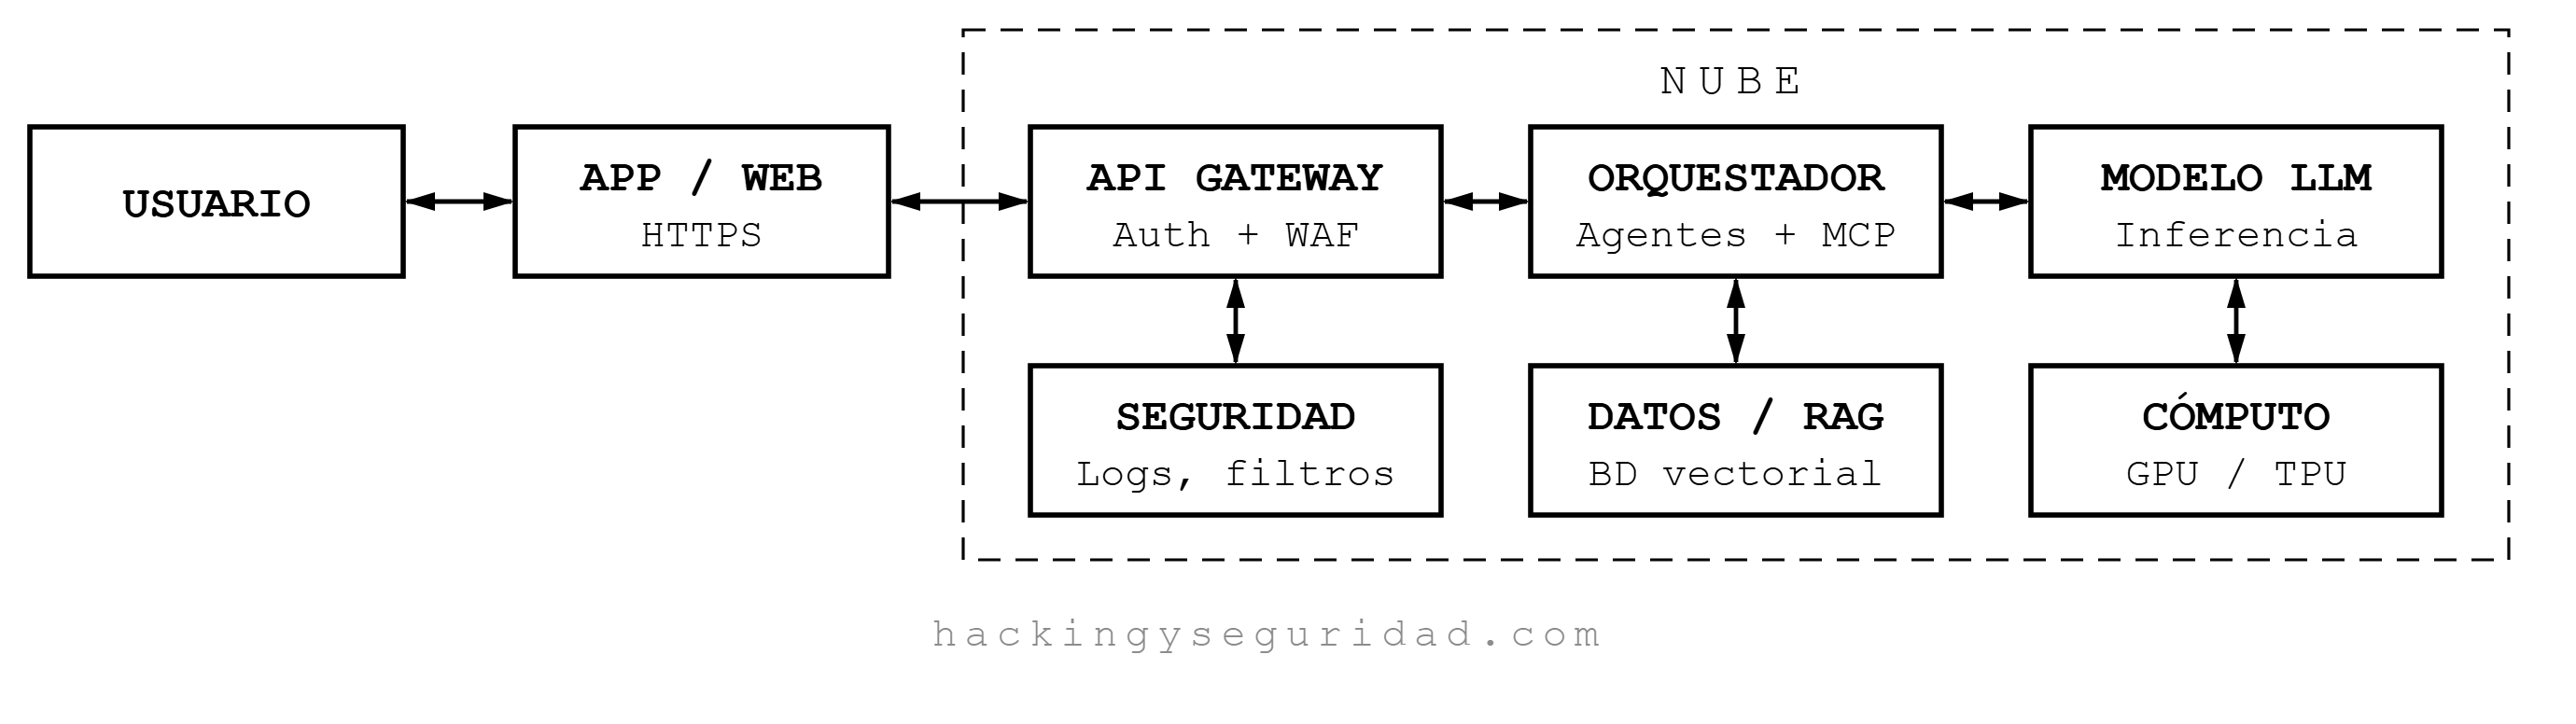 NUBE
USUARIO
APP / WEB
HTTPS
API GATEWAY
Auth + WAF
ORQUESTADOR
Agentes + MCP
MODELO LLM
Inferencia
SEGURIDAD
Logs, filtros
DATOS / RAG
BD vectorial
CÓMPUTO
GPU / TPU
hackingyseguridad.com